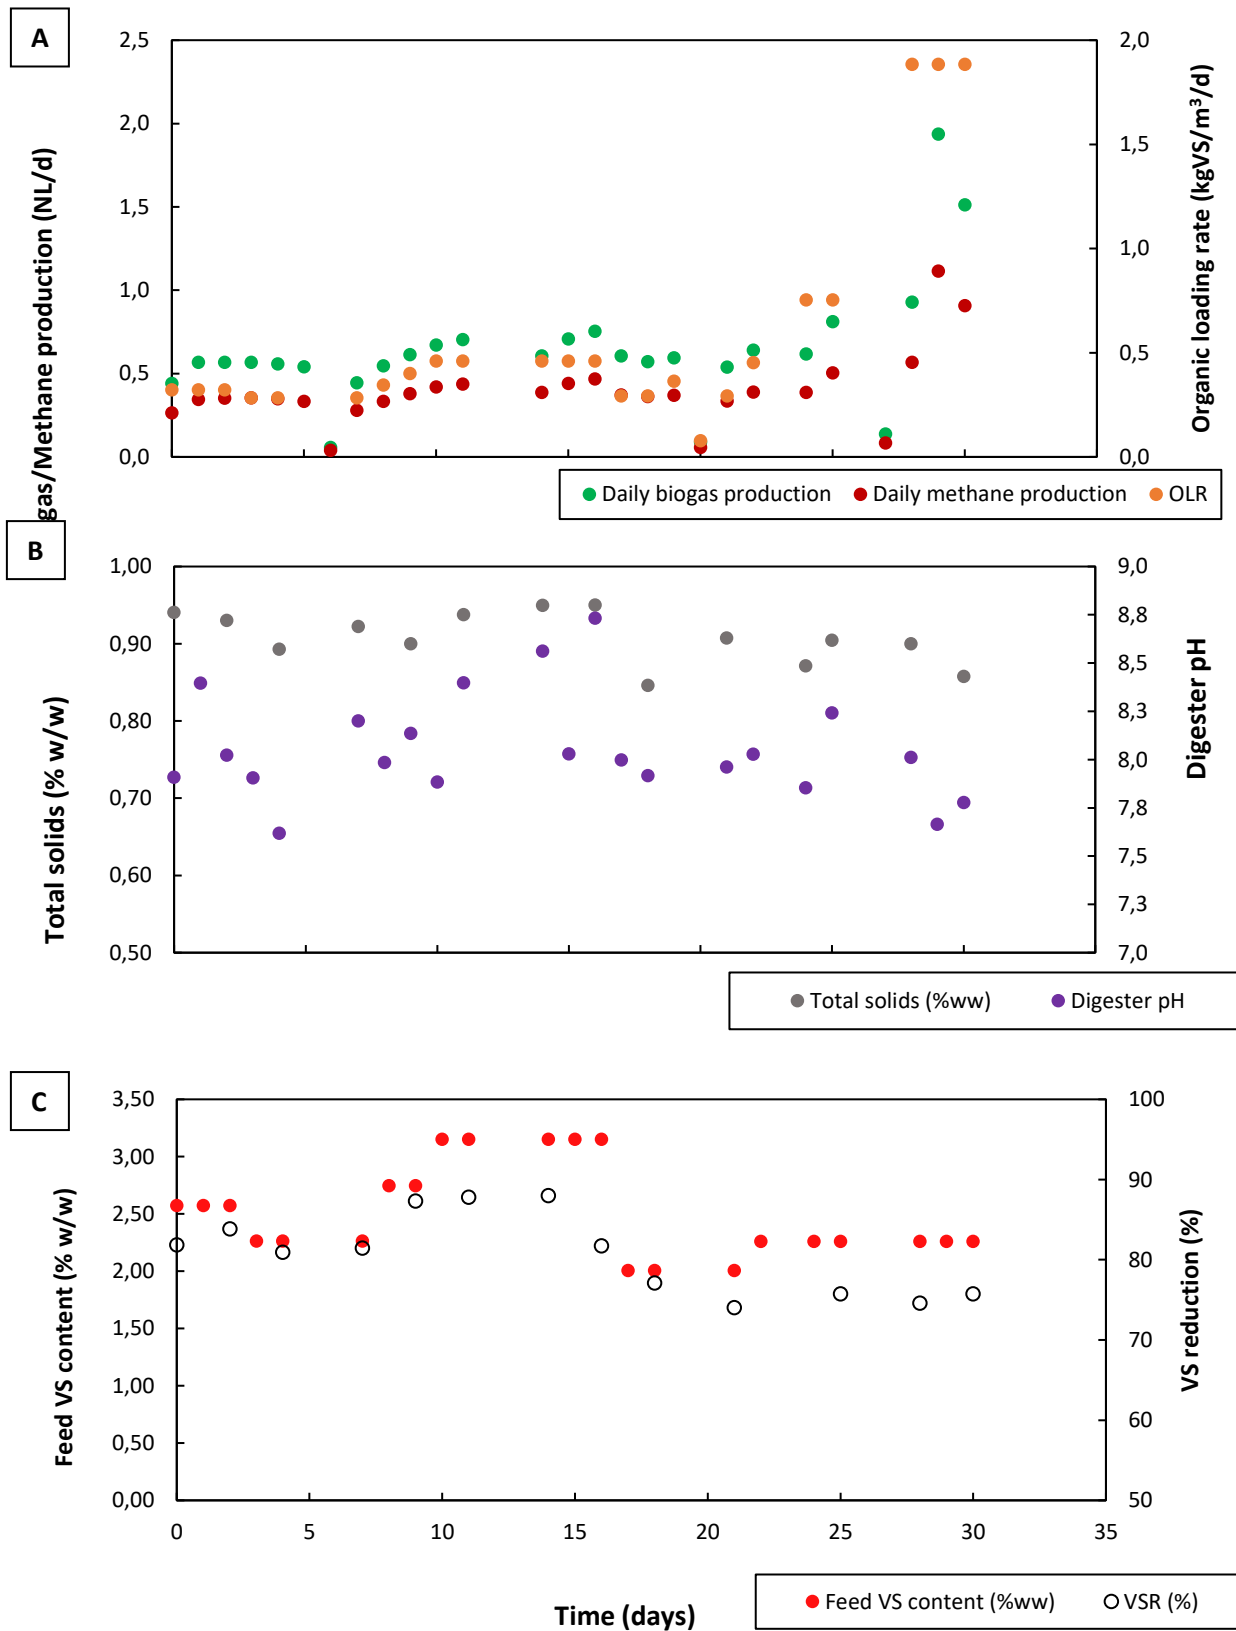 A
2,5
2,0
1,5
1,0
0,5
0,0
gas/Methane production (NL/d)
2,0
1,5
1,0
0,5
0,0
Organic loading rate (kgVS/m³/d)
Daily biogas production Daily methane production OLR
B
1,00
0,90
0,80
0,70
0,60
0,50
Total solids (% w/w)
9,0
8,8
8,5
8,3
8,0
7,8
7,5
7,3
7,0
Digester pH
Total solids (%ww) Digester pH
C
3,50
3,00
2,50
2,00
1,50
1,00
0,50
0,00
Feed VS content (% w/w)
100
90
80
70
60
50
VS reduction (%)
0 5 10 15 20 25 30 35
Time (days)
Feed VS content (%ww) VSR (%)